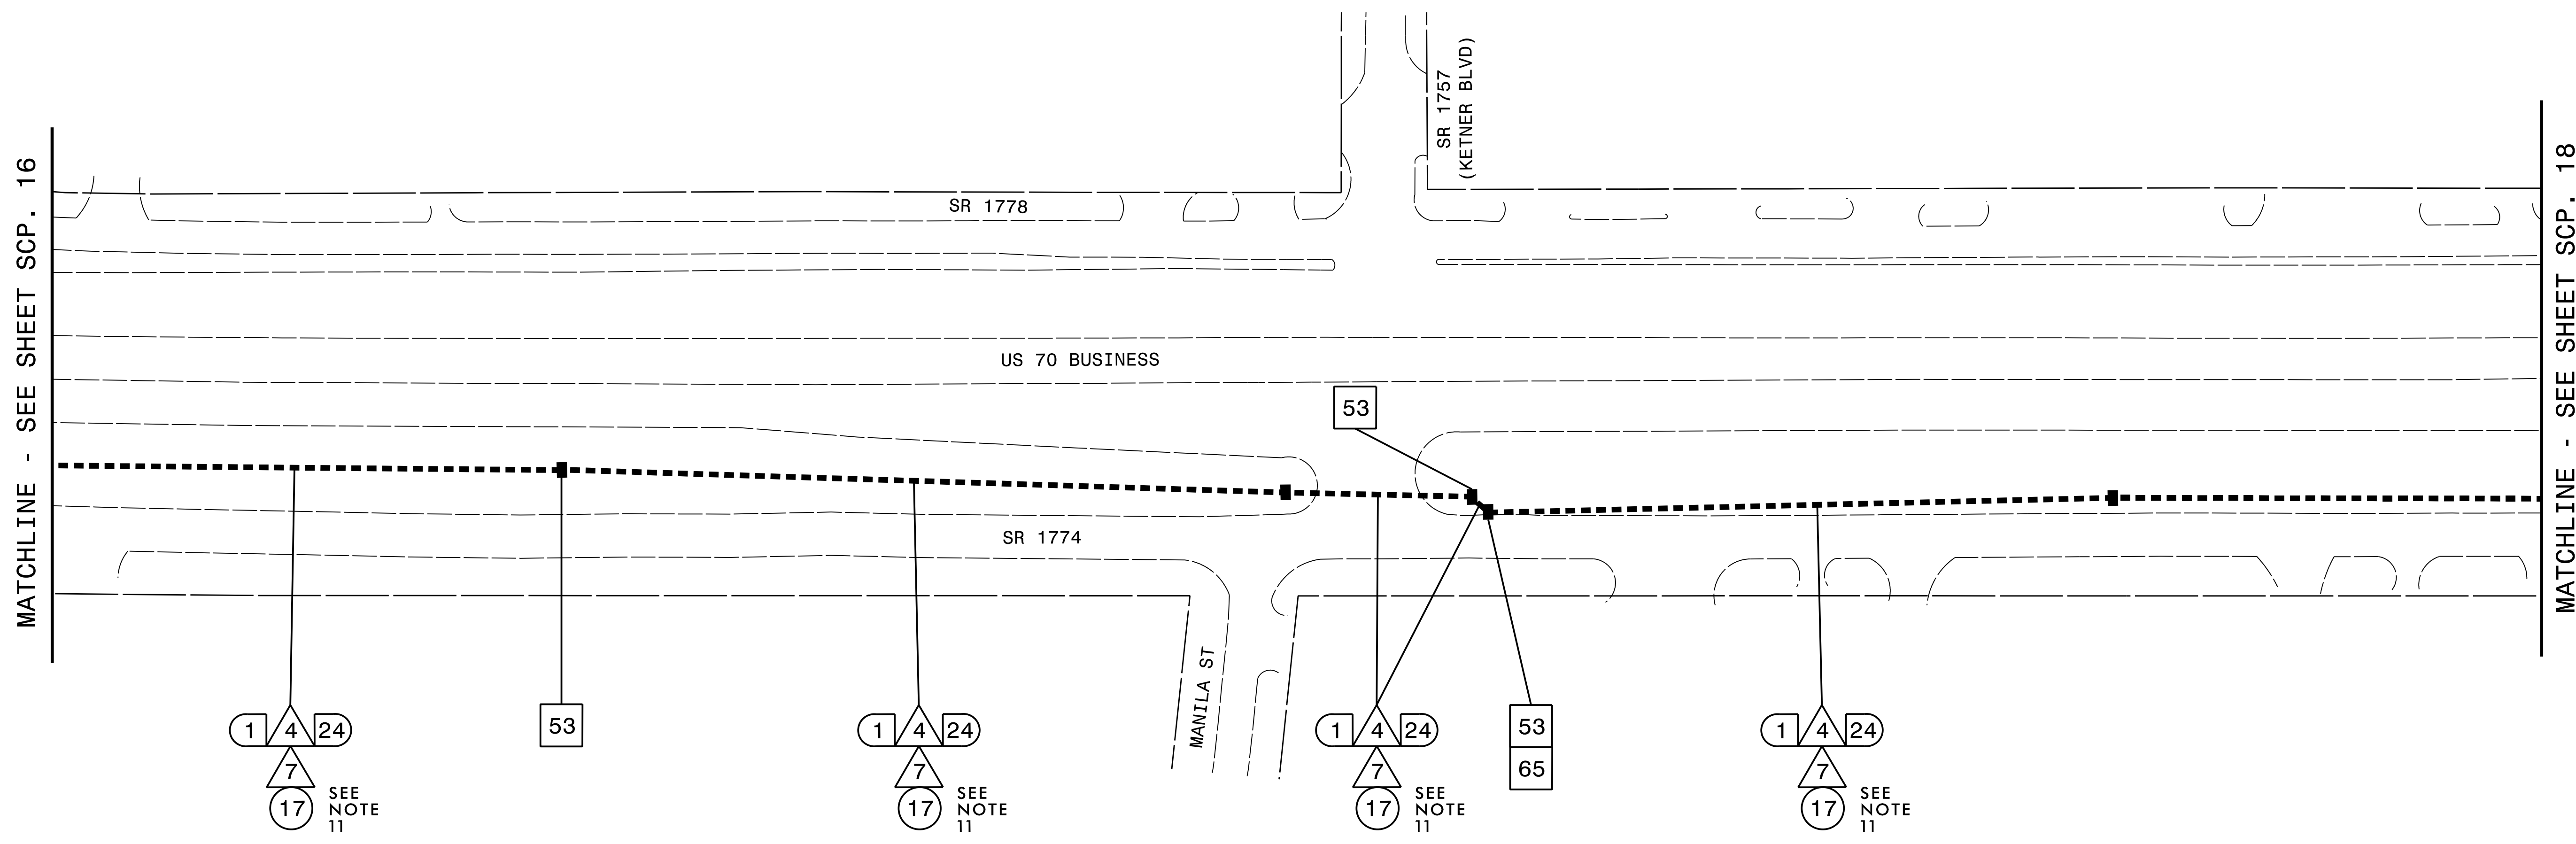 MATCHLINE - SEE SHEET SCP. 16
SR 1757
(KETNER BLVD)
SR 1778
US 70 BUSINESS
53
SR 1774
MANILA ST
1 4 24
7
17
SEE
NOTE
11
53
1 4 24
7
17
SEE
NOTE
11
1 4 24
7
17
SEE
NOTE
11
53
65
1 4 24
7
17
SEE
NOTE
11
MATCHLINE - SEE SHEET SCP. 18